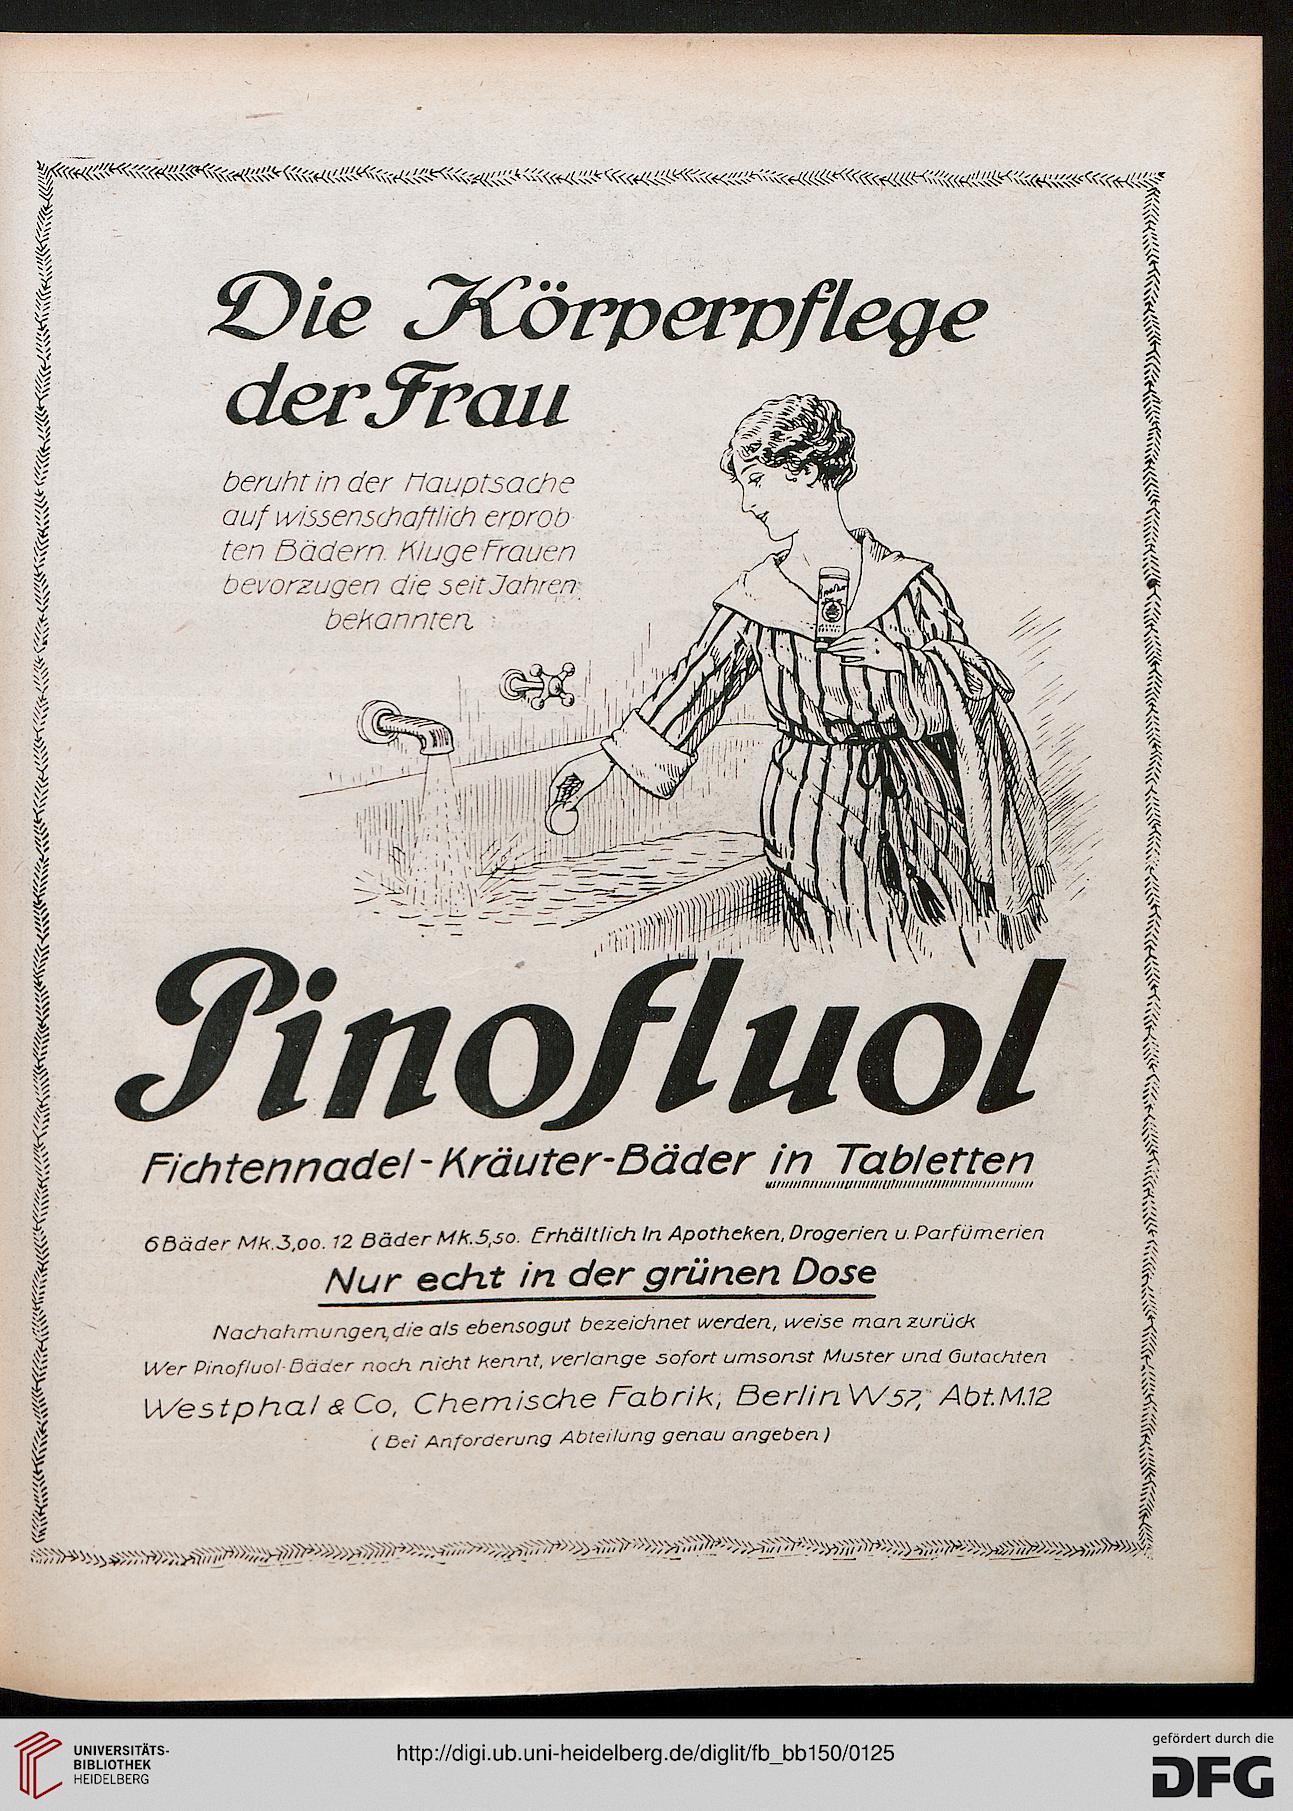 Die Körperpflege
der Frau
beruht in der Hauptsache
auf wissenschaftlich erprob-
ten Bädern. Kluge Frauen
bevorzugen die seit Jahren
bekannten
Pinofluol
Fichtennadel-Kräuter-Bäder in Tabletten
6 Bäder Mk. 3,00. 12 Bäder Mk. 5,50. Erhältlich In Apotheken, Drogerien u. Parfümerien
Nur echt in der grünen Dose
Nachahmungen, die als ebensogut bezeichnet werden, weise man zurück
Wer Pinofluol-Bäder noch nicht kennt, verlange sofort umsonst Muster und Gutachten
Westphal & Co, Chemische Fabrik, Berlin W57, Abt. M.12
(Bei Anforderung Abteilung genau angeben)
UNIVERSITÄTS-
BIBLIOTHEK
HEIDELBERG
http://digi.ub.uni-heidelberg.de/diglit/fb_bb150/0125
gefördert durch die
DFG